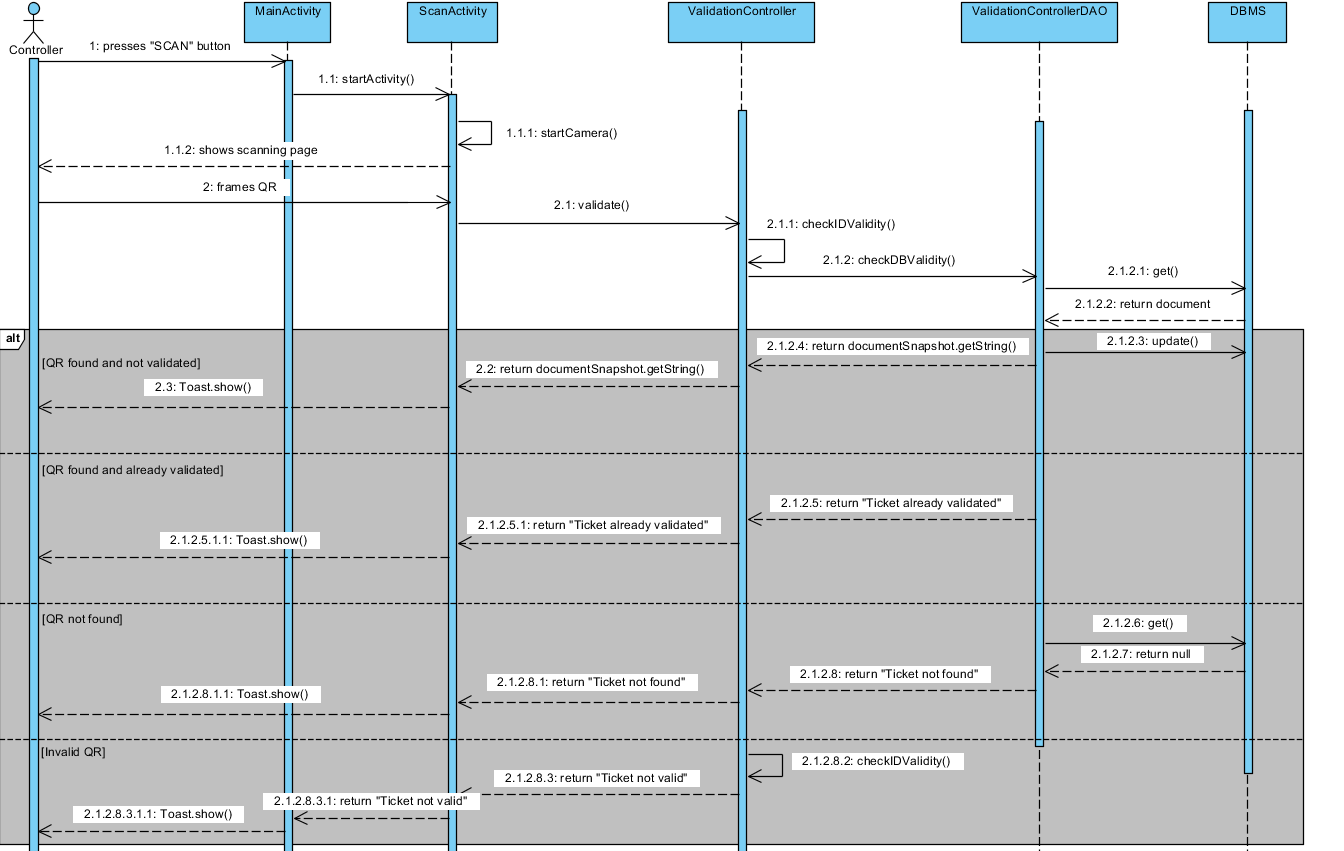 MainActivity
ScanActivity
ValidationController
ValidationControllerDAO
DBMS
Controller
1: presses "SCAN" button
1.1: startActivity()
1.1.1: startCamera()
1.1.2: shows scanning page
2: frames QR
2.1: validate()
2.1.1: checkIDValidity()
2.1.2: checkDBValidity()
2.1.2.1: get()
2.1.2.2: return document
alt
2.1.2.3: update()
2.1.2.4: return documentSnapshot.getString()
[QR found and not validated]
2.2: return documentSnapshot.getString()
2.3: Toast.show()
[QR found and already validated]
2.1.2.5: return "Ticket already validated"
2.1.2.5.1: return "Ticket already validated"
2.1.2.5.1.1: Toast.show()
[QR not found]
2.1.2.6: get()
2.1.2.7: return null
2.1.2.8: return "Ticket not found"
2.1.2.8.1: return "Ticket not found"
2.1.2.8.1.1: Toast.show()
[Invalid QR]
2.1.2.8.2: checkIDValidity()
2.1.2.8.3: return "Ticket not valid"
2.1.2.8.3.1: return "Ticket not valid"
2.1.2.8.3.1.1: Toast.show()